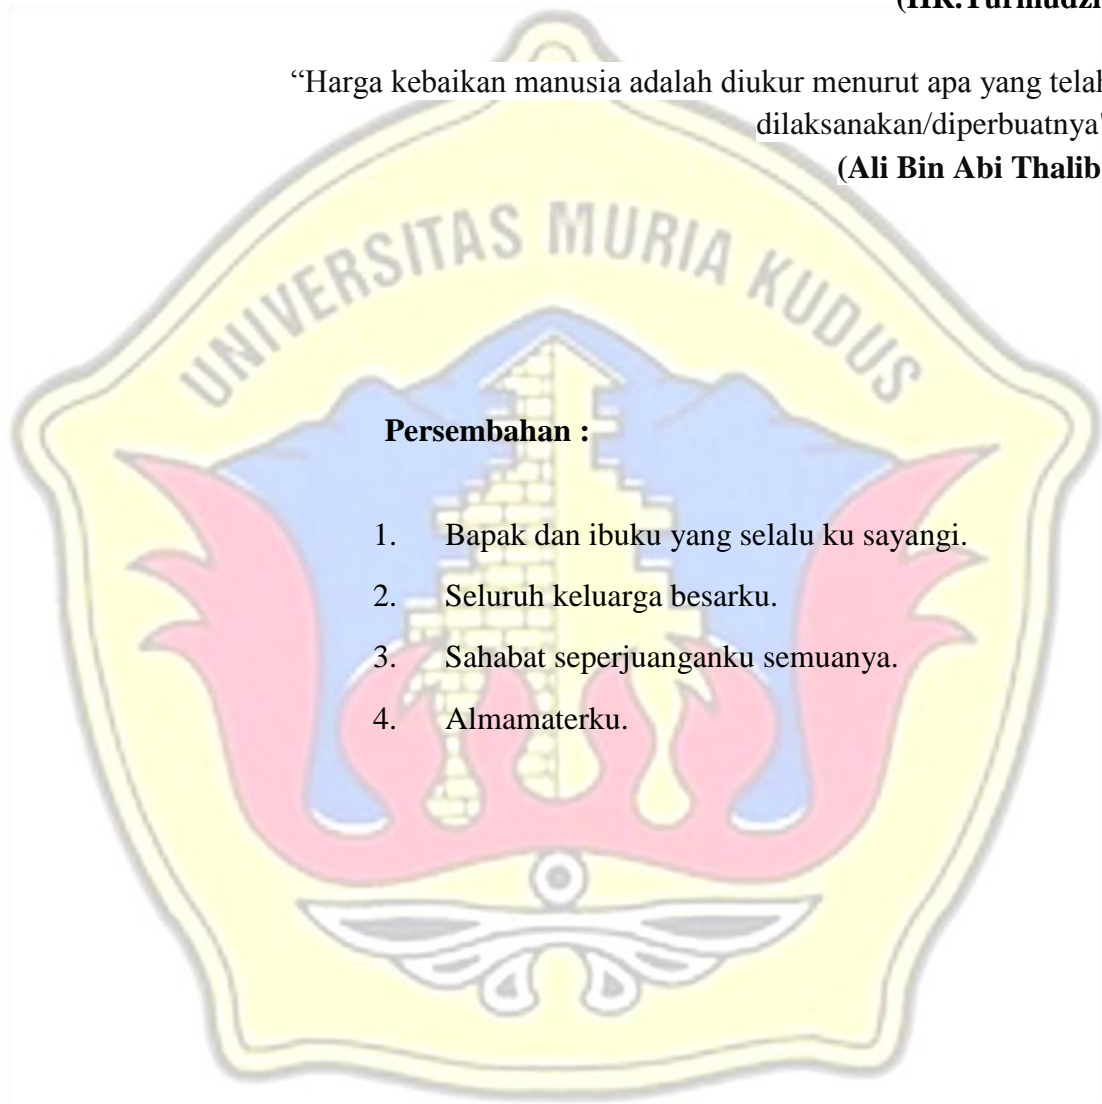 (HR.Turmudzi
“Harga kebaikan manusia adalah diukur menurut apa yang telah
dilaksanakan/diperbuatnya"
(Ali Bin Abi Thalib
UNIVERSITAS MURIA KUDUS
Persembahan :
1. Bapak dan ibuku yang selalu ku sayangi.
2. Seluruh keluarga besarku.
3. Sahabat seperjuanganku semuanya.
4. Almamaterku.